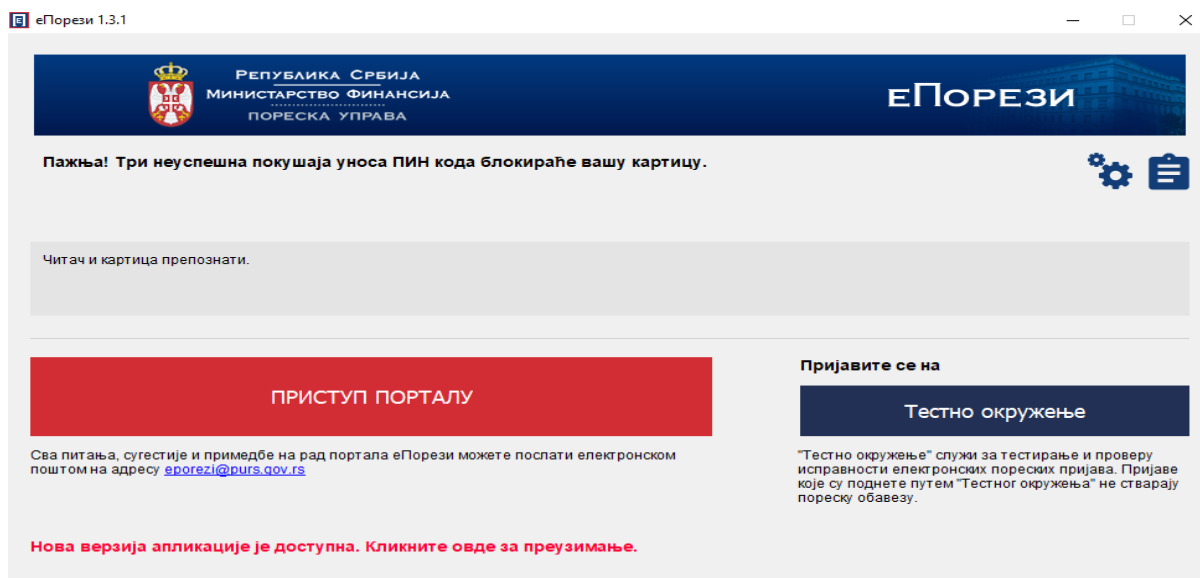 еПорези 1.3.1
Република Србија
Министарство Финансија
ПОРЕСКА УПРАВА
еПорези
Пажња! Три неуспешна покушаја уноса ПИН кода блокираће вашу картицу.
Читач и картица препознати.
ПРИСТУП ПОРТАЛУ
Сва питања, сугестије и примедбе на рад портала еПорези можете послати електронском
поштом на адресу eporezi@purs.gov.rs
Пријавите се на
Тестно окружење
"Тестно окружење" служи за тестирање и проверу
исправности електронских пореских пријава. Пријаве
које су поднете путем "Тестног окружења" не стварају
пореску обавезу.
Нова верзија апликације је доступна. Кликните овде за преузимање.